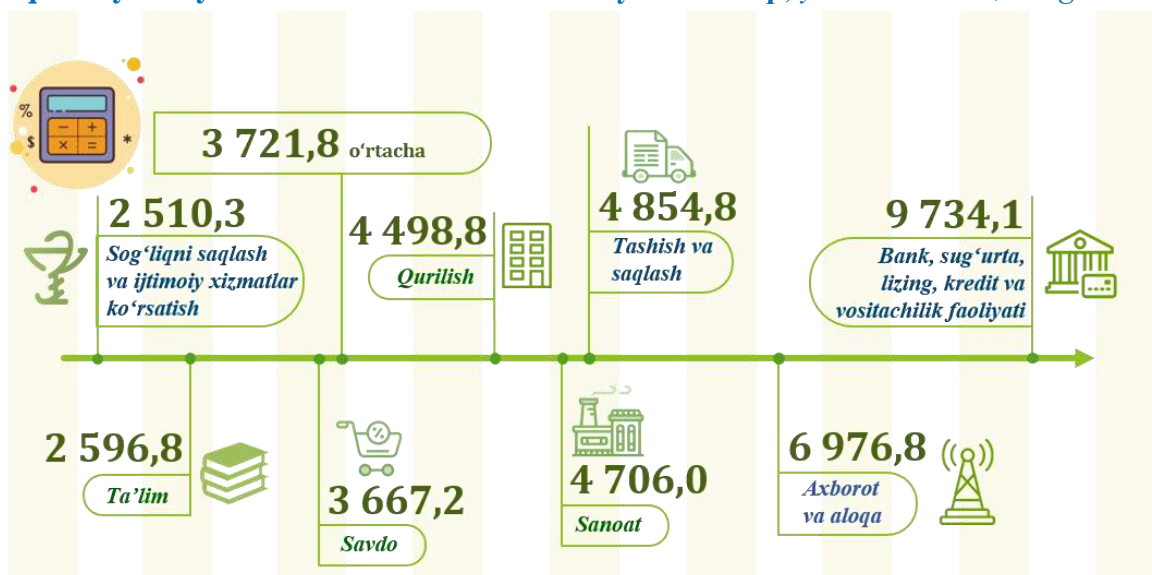 3 721,8 o‘rtacha
2 510,3
Sog‘liqni saqlash
va ijtimoiy xizmatlar
ko‘rsatish
4 498,8
Qurilish
4 854,8
Tashish va
saqlash
9 734,1
Bank, sug‘urta,
lizing, kredit va
vositachilik faoliyati
2 596,8
Ta’lim
3 667,2
Savdo
4 706,0
Sanoat
6 976,8
Axborot
va aloqa